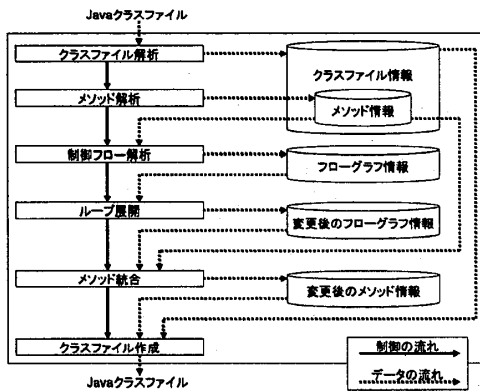 Javaクラスファイル
クラスファイル解析
クラスファイル情報
メソッド解析
メソッド情報
制御フロー解析
フローグラフ情報
ループ展開
変更後のフローグラフ情報
メソッド統合
変更後のメソッド情報
クラスファイル作成
制御の流れ
データの流れ
Javaクラスファイル